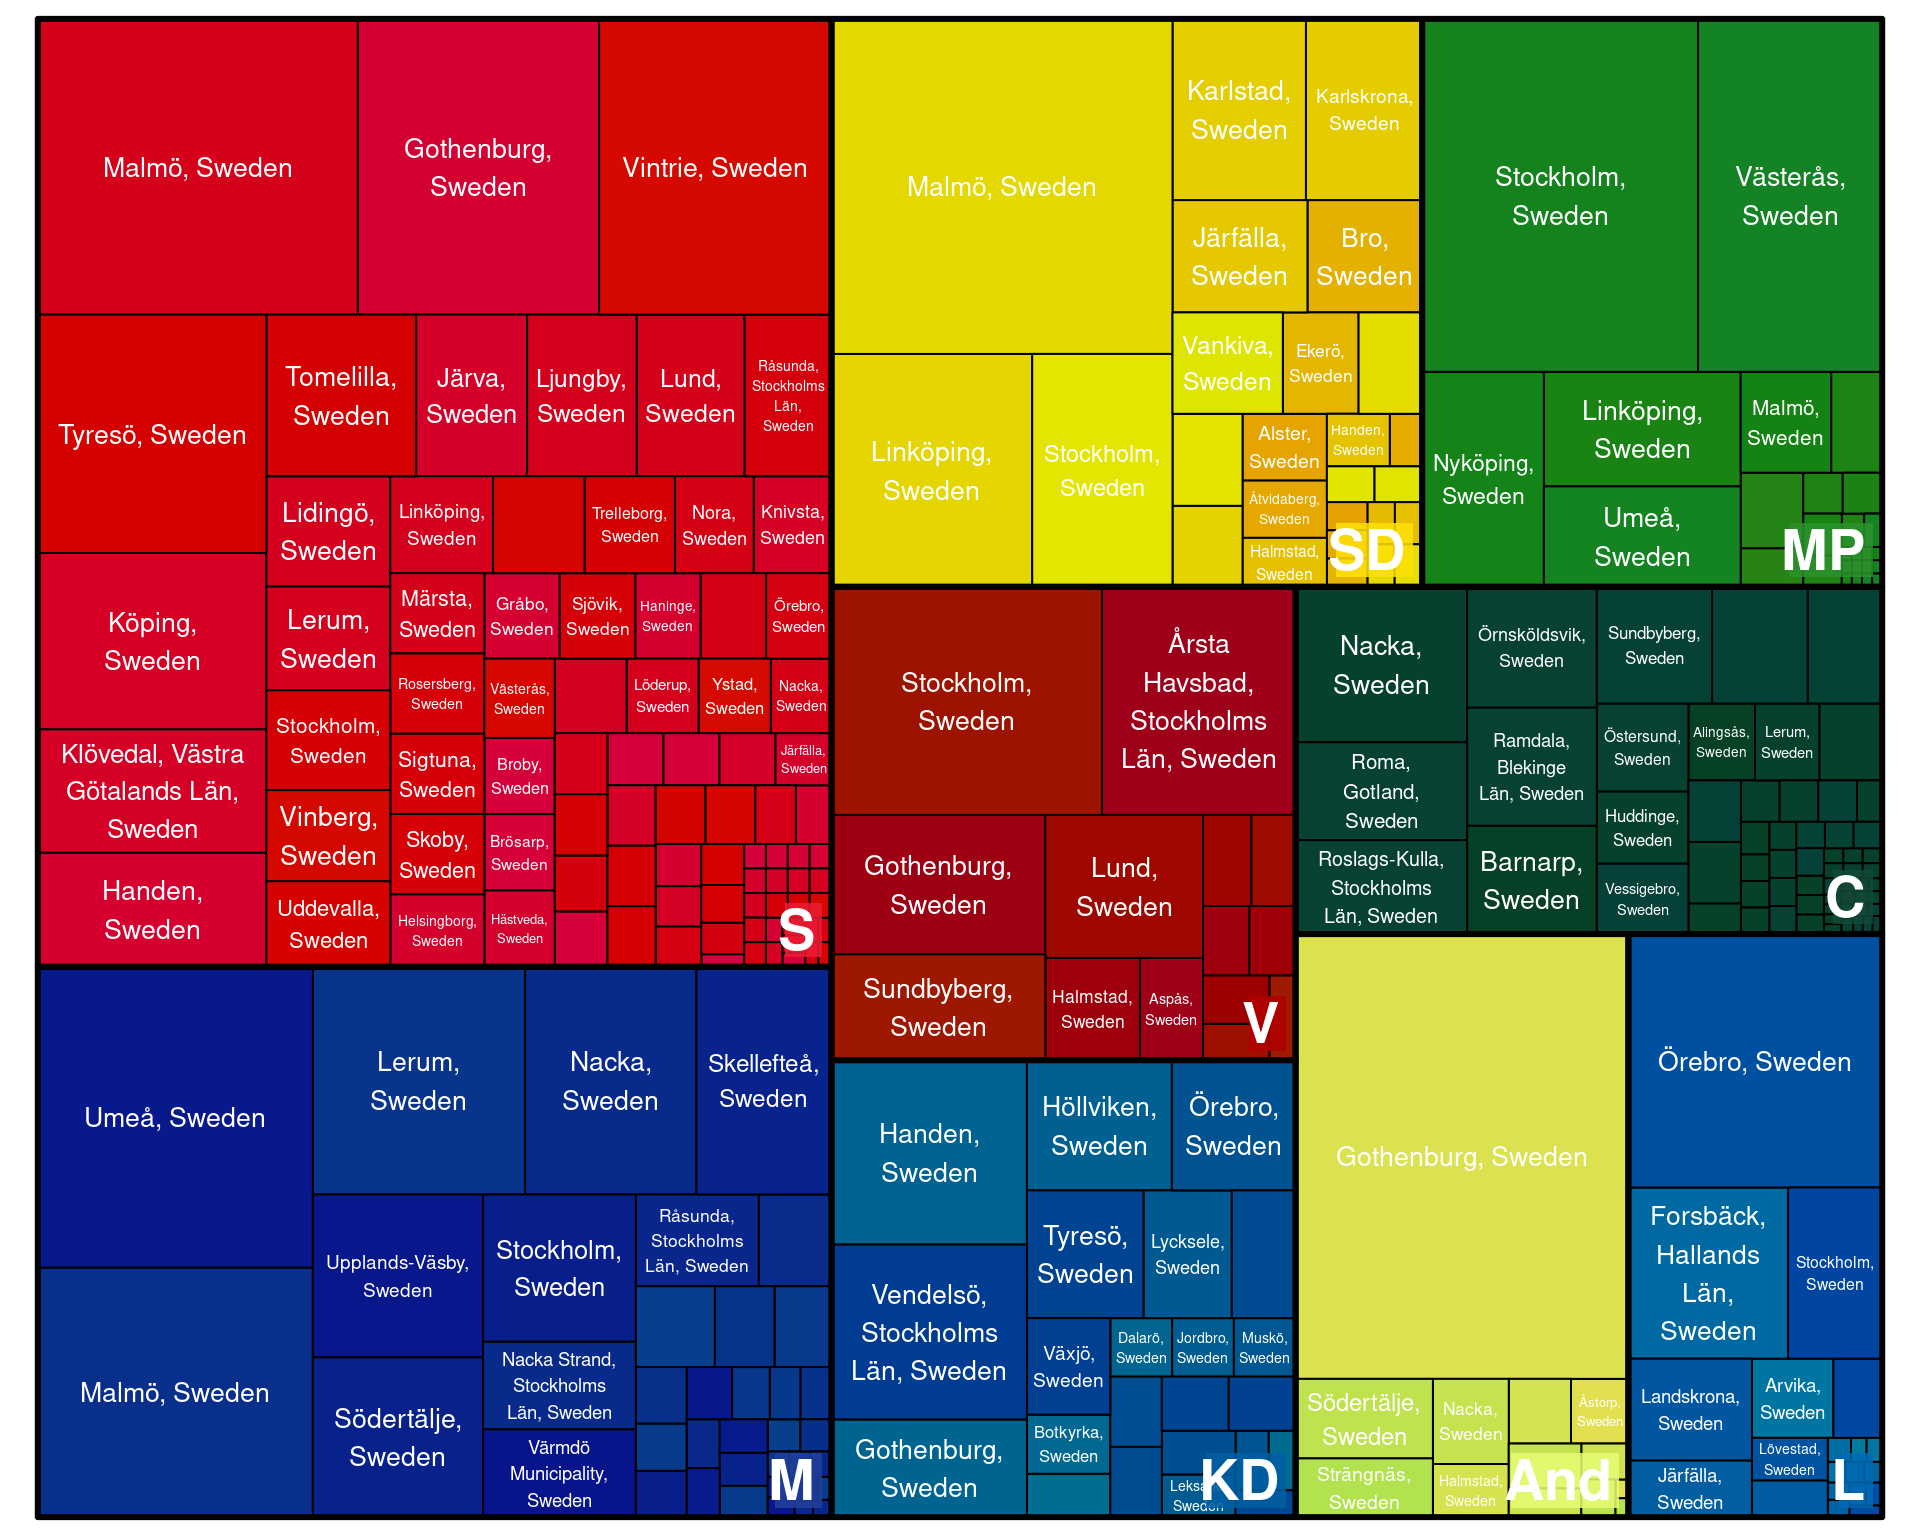 Malmö, Sweden
Gothenburg,
Sweden
Vintrie, Sweden
Tyresö, Sweden
Tomelilla,
Sweden
Järva,
Sweden
Ljungby,
Sweden
Lund,
Sweden
Råsunda,
Stockholms
Län,
Sweden
Lidingö,
Sweden
Linköping,
Sweden
Trelleborg,
Sweden
Nora,
Sweden
Knivsta,
Sweden
Köping,
Sweden
Lerum,
Sweden
Märsta,
Sweden
Gråbo,
Sweden
Sjövik,
Sweden
Haninge,
Sweden
Örebro,
Sweden
Rosersberg,
Sweden
Västerås,
Sweden
Löderup,
Sweden
Ystad,
Sweden
Nacka,
Sweden
Stockholm,
Sweden
Klövedal, Västra
Götalands Län,
Sweden
Sigtuna,
Sweden
Broby,
Sweden
Järfälla,
Sweden
Vinberg,
Sweden
Skoby,
Sweden
Brösarp,
Sweden
Handen,
Sweden
Uddevalla,
Sweden
Helsingborg,
Sweden
Hästveda,
Sweden
S
Malmö, Sweden
Karlstad,
Sweden
Karlskrona,
Sweden
Järfälla,
Sweden
Bro,
Sweden
Vankiva,
Sweden
Ekerö,
Sweden
Linköping,
Sweden
Stockholm,
Sweden
Alster,
Sweden
Handen,
Sweden
Åtvidaberg,
Sweden
Halmstad,
Sweden
SD
Stockholm,
Sweden
Västerås,
Sweden
Nyköping,
Sweden
Linköping,
Sweden
Malmö,
Sweden
Umeå,
Sweden
MP
Stockholm,
Sweden
Årsta
Havsbad,
Stockholms
Län, Sweden
Gothenburg,
Sweden
Lund,
Sweden
Sundbyberg,
Sweden
Halmstad,
Sweden
Aspås,
Sweden
V
Nacka,
Sweden
Örnsköldsvik,
Sweden
Sundbyberg,
Sweden
Roma,
Gotland,
Sweden
Ramdala,
Blekinge
Län, Sweden
Östersund,
Sweden
Alingsås,
Sweden
Lerum,
Sweden
Huddinge,
Sweden
Roslags-Kulla,
Stockholms
Län, Sweden
Barnarp,
Sweden
Vessigebro,
Sweden
C
Umeå, Sweden
Lerum,
Sweden
Nacka,
Sweden
Skellefteå,
Sweden
Malmö, Sweden
Upplands-Väsby,
Sweden
Stockholm,
Sweden
Råsunda,
Stockholms
Län, Sweden
Södertälje,
Sweden
Nacka Strand,
Stockholms
Län, Sweden
Värmdö
Municipality,
Sweden
M
Handen,
Sweden
Höllviken,
Sweden
Örebro,
Sweden
Vendelsö,
Stockholms
Län, Sweden
Tyresö,
Sweden
Lycksele,
Sweden
Växjö,
Sweden
Dalarö,
Sweden
Jordbro,
Sweden
Muskö,
Sweden
Gothenburg,
Sweden
Botkyrka,
Sweden
Sweden
KD
Gothenburg, Sweden
Södertälje,
Sweden
Nacka,
Sweden
Åstorp,
Sweden
Strängnäs,
Sweden
Halmstad,
Sweden
And
Örebro, Sweden
Forsbäck,
Hallands
Län,
Sweden
Stockholm,
Sweden
Landskrona,
Sweden
Arvika,
Sweden
Lövestad,
Sweden
Järfälla,
Sweden
L